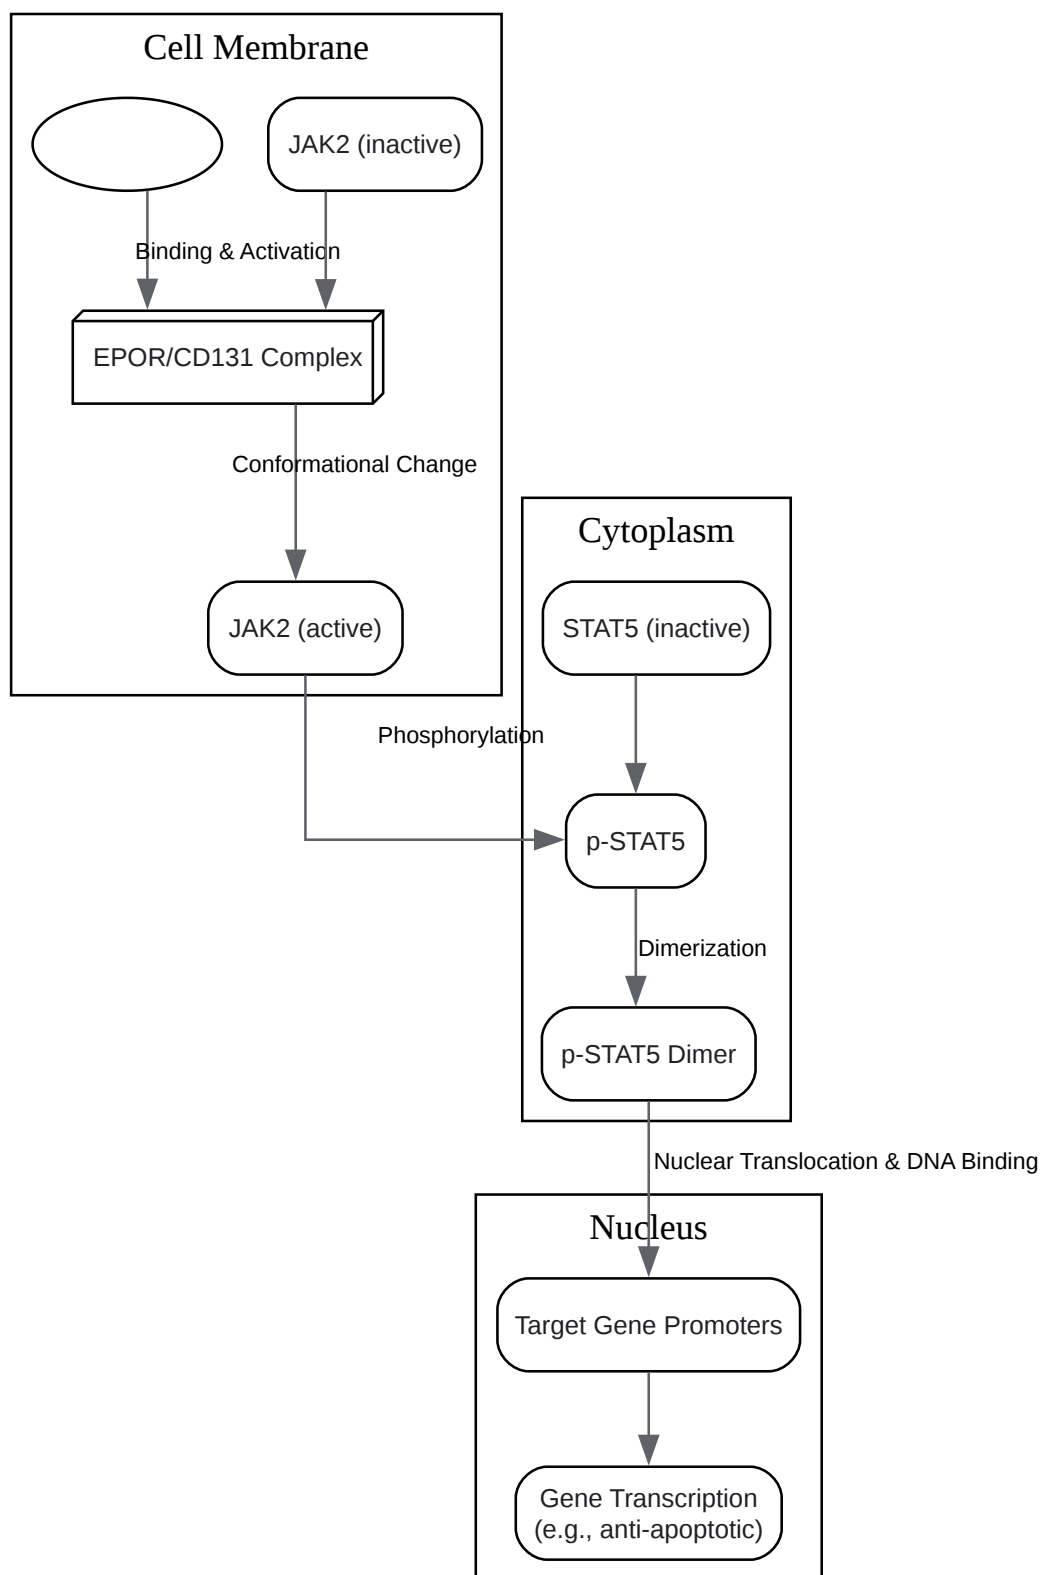 Cell Membrane
JAK2 (inactive)
Binding & Activation
EPOR/CD131 Complex
Conformational Change
Cytoplasm
JAK2 (active)
STAT5 (inactive)
Phosphorylation
p-STAT5
Dimerization
p-STAT5 Dimer
Nuclear Translocation & DNA Binding
Nucleus
Target Gene Promoters
Gene Transcription
(e.g., anti-apoptotic)